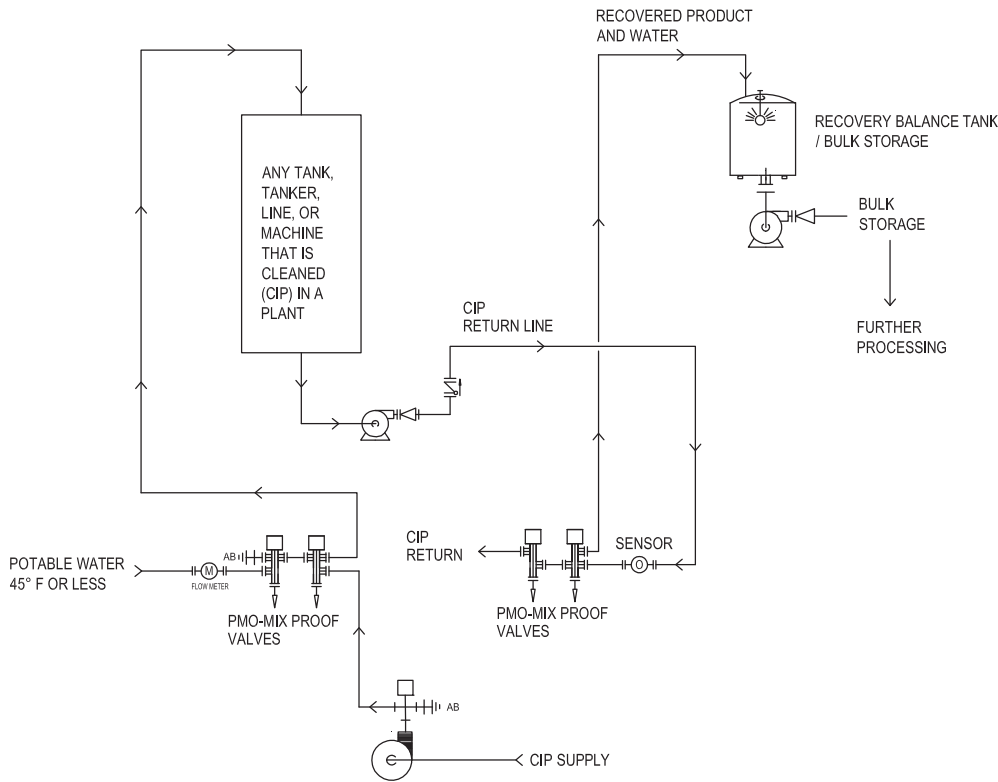 RECOVERED PRODUCT
AND WATER
RECOVERY BALANCE TANK
/ BULK STORAGE
ANY TANK,
TANKER,
LINE, OR
MACHINE
THAT IS
CLEANED
(CIP) IN A
PLANT
BULK
STORAGE
CIP
RETURN LINE
FURTHER
PROCESSING
POTABLE WATER
45° F OR LESS
AB
M
FLOW METER
PMO-MIX PROOF
VALVES
CIP
RETURN
SENSOR
O
PMO-MIX PROOF
VALVES
AB
CIP SUPPLY